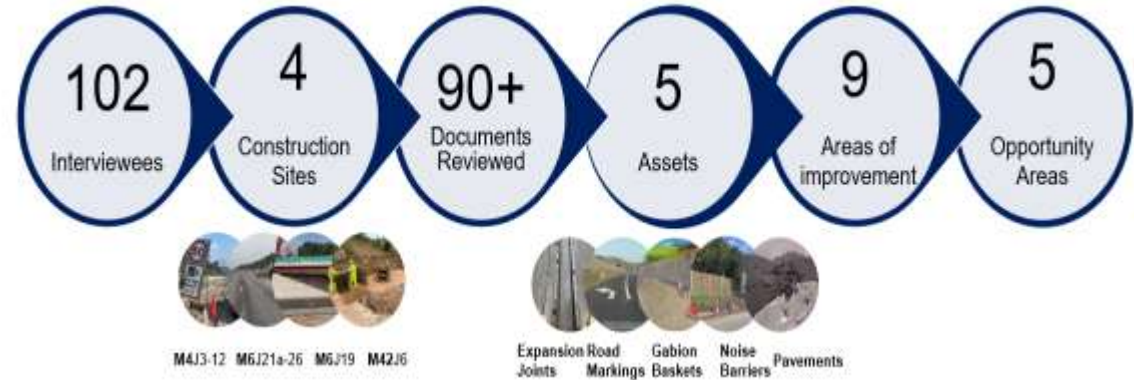 102
Interviewees
4
Construction
Sites
90+
Documents
Reviewed
5
Assets
9
Areas of
improvement
5
Opportunity
Areas
M4J3-12 M6J21a-26 M6J19 M42J6
Expansion Road Gabion Noise Pavements
Joints Markings Baskets Barriers